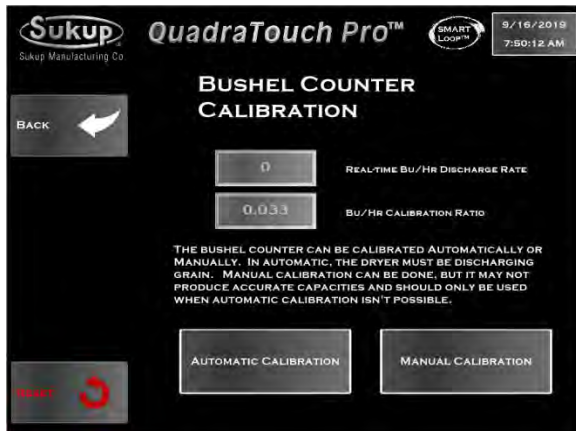 Sukup
Sukup Manufacturing Co
QuadraTouch Pro™
SMART
LOOP™
9/16/2019
7:50:12 AM
BUSHEL COUNTER
CALIBRATION
BACK
0
REAL-TIME BU/HR DISCHARGE RATE
0.033
BU/HR CALIBRATION RATIO
THE BUSHEL COUNTER CAN BE CALIBRATED AUTOMATICALLY OR
MANUALLY. IN AUTOMATIC, THE DRYER MUST BE DISCHARGING
GRAIN. MANUAL CALIBRATION CAN BE DONE, BUT IT MAY NOT
PRODUCE ACCURATE CAPACITIES AND SHOULD ONLY BE USED
WHEN AUTOMATIC CALIBRATION ISN'T POSSIBLE.
AUTOMATIC CALIBRATION
MANUAL CALIBRATION
RESET